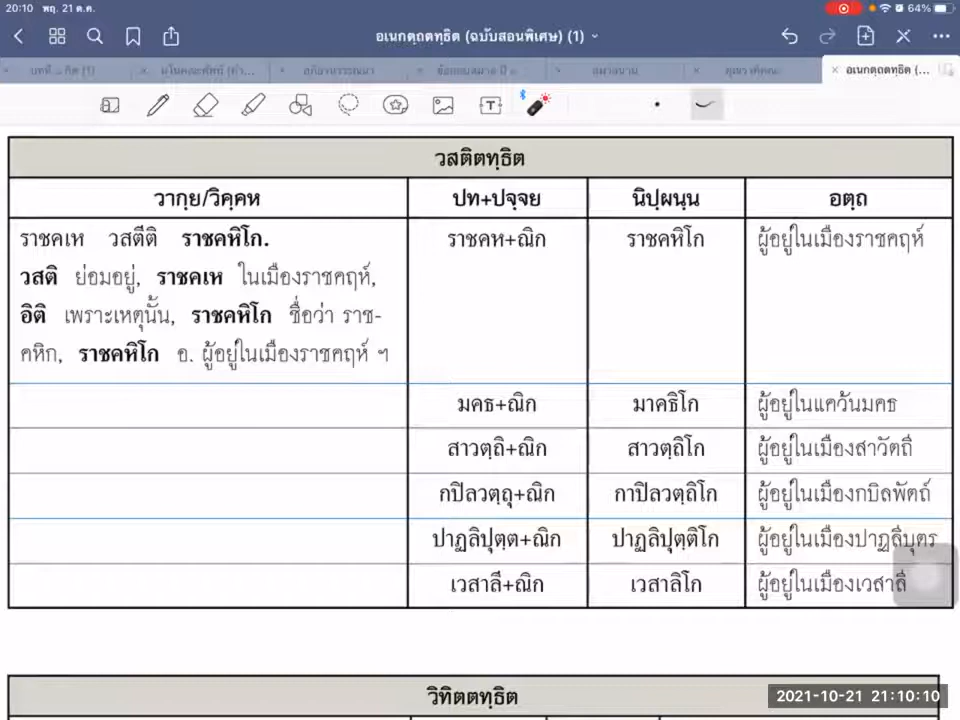 20:10 พฤ. 21 ต.ค.
64%
อเนกตฺถตทฺธิต (ฉบับสอนพิเศษ) (1)
อเนกตฺถตทฺธิต (...
วสติตทฺธิต
วากฺย/วิคฺคห ปท+ปจฺจย นิปฺผนฺน อตฺถ
ราชคเห วสตีติ ราชคหิโก. ราชคห+ณิก ราชคหิโก ผู้อยู่ในเมืองราชคฤห์
วสติ ย่อมอยู่, ราชคเห ในเมืองราชคฤห์,
อิติ เพราะเหตุนั้น, ราชคหิโก ชื่อว่า ราช-
คหิก, ราชคหิโก อ. ผู้อยู่ในเมืองราชคฤห์ ฯ
มคธ+ณิก มาคธิโก ผู้อยู่ในแคว้นมคธ
สาวตฺถิ+ณิก สาวตฺถิโก ผู้อยู่ในเมืองสาวัตถี
กปิลวตฺถุ+ณิก กาปิลวตฺถิโก ผู้อยู่ในเมืองกบิลพัตถ์
ปาฏลิปุตฺต+ณิก ปาฏลิปุตฺติโก ผู้อยู่ในเมืองปาฏลีบุตร
เวสาลี+ณิก เวสาลิโก ผู้อยู่ในเมืองเวสาลี
วิทิตตทฺธิต
2021-10-21 21:10:10